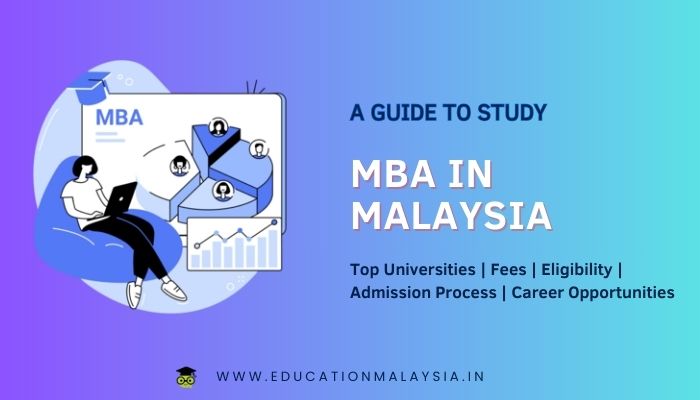 MBA
A GUIDE TO STUDY
MBA IN
MALAYSIA
Top Universities | Fees | Eligibility |
Admission Process | Career Opportunities
WWW.EDUCATIONMALAYSIA.IN